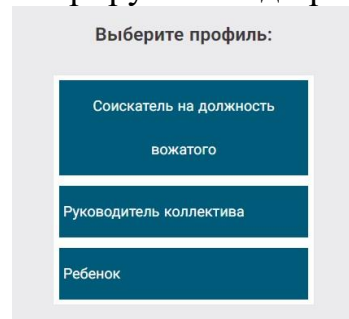 Выберите профиль:
Соискатель на должность
вожатого
Руководитель коллектива
Ребенок